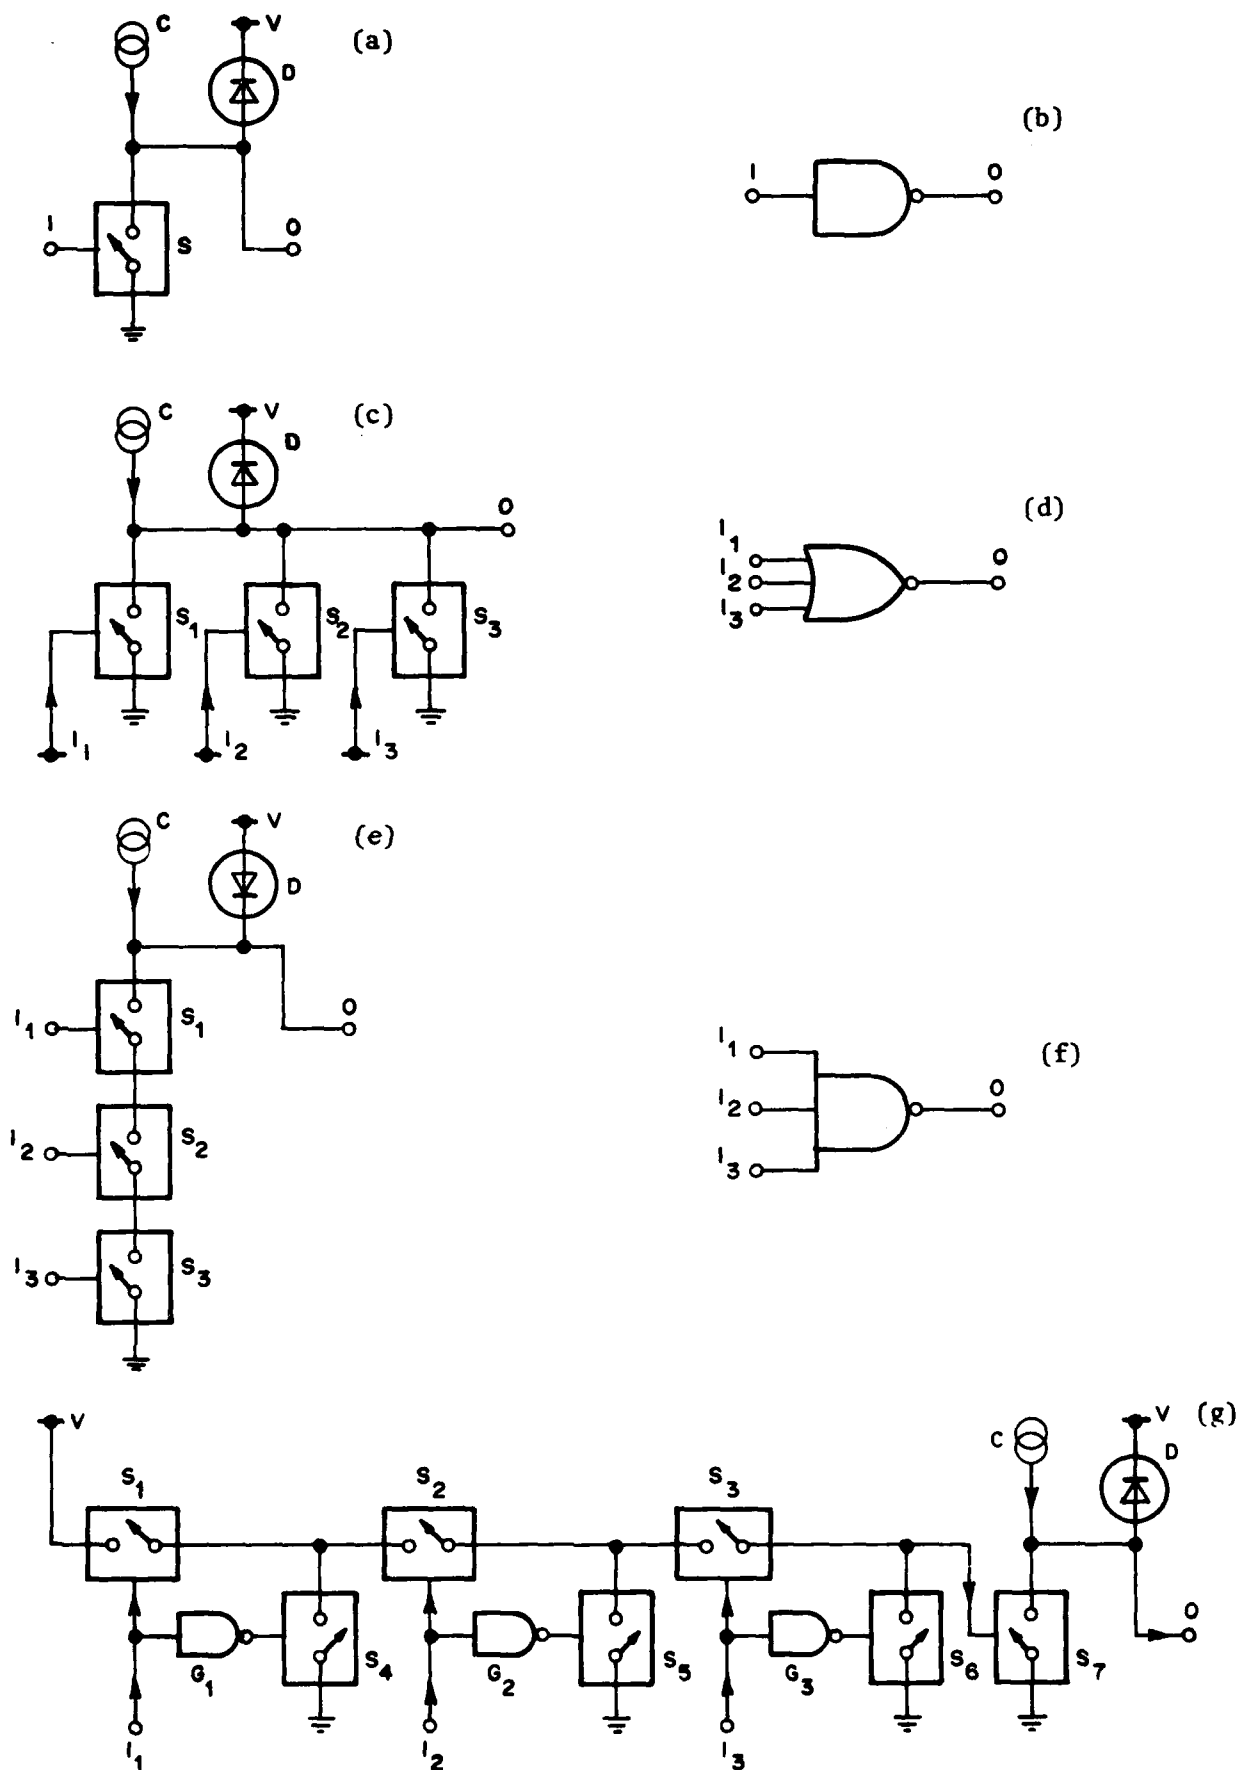 C V (a)
D
I S O
(b)
I O
C V (c)
D
O
S1 S2 S3
I1 I2 I3
(d)
I1 O
I2
I3
C V (e)
D
O
I1 S1
I2 S2
I3 S3
(f)
I1
I2 O
I3
V C V (g)
D
S1 S2 S3
O
G1 S4 G2 S5 G3 S6 S7
I1 I2 I3